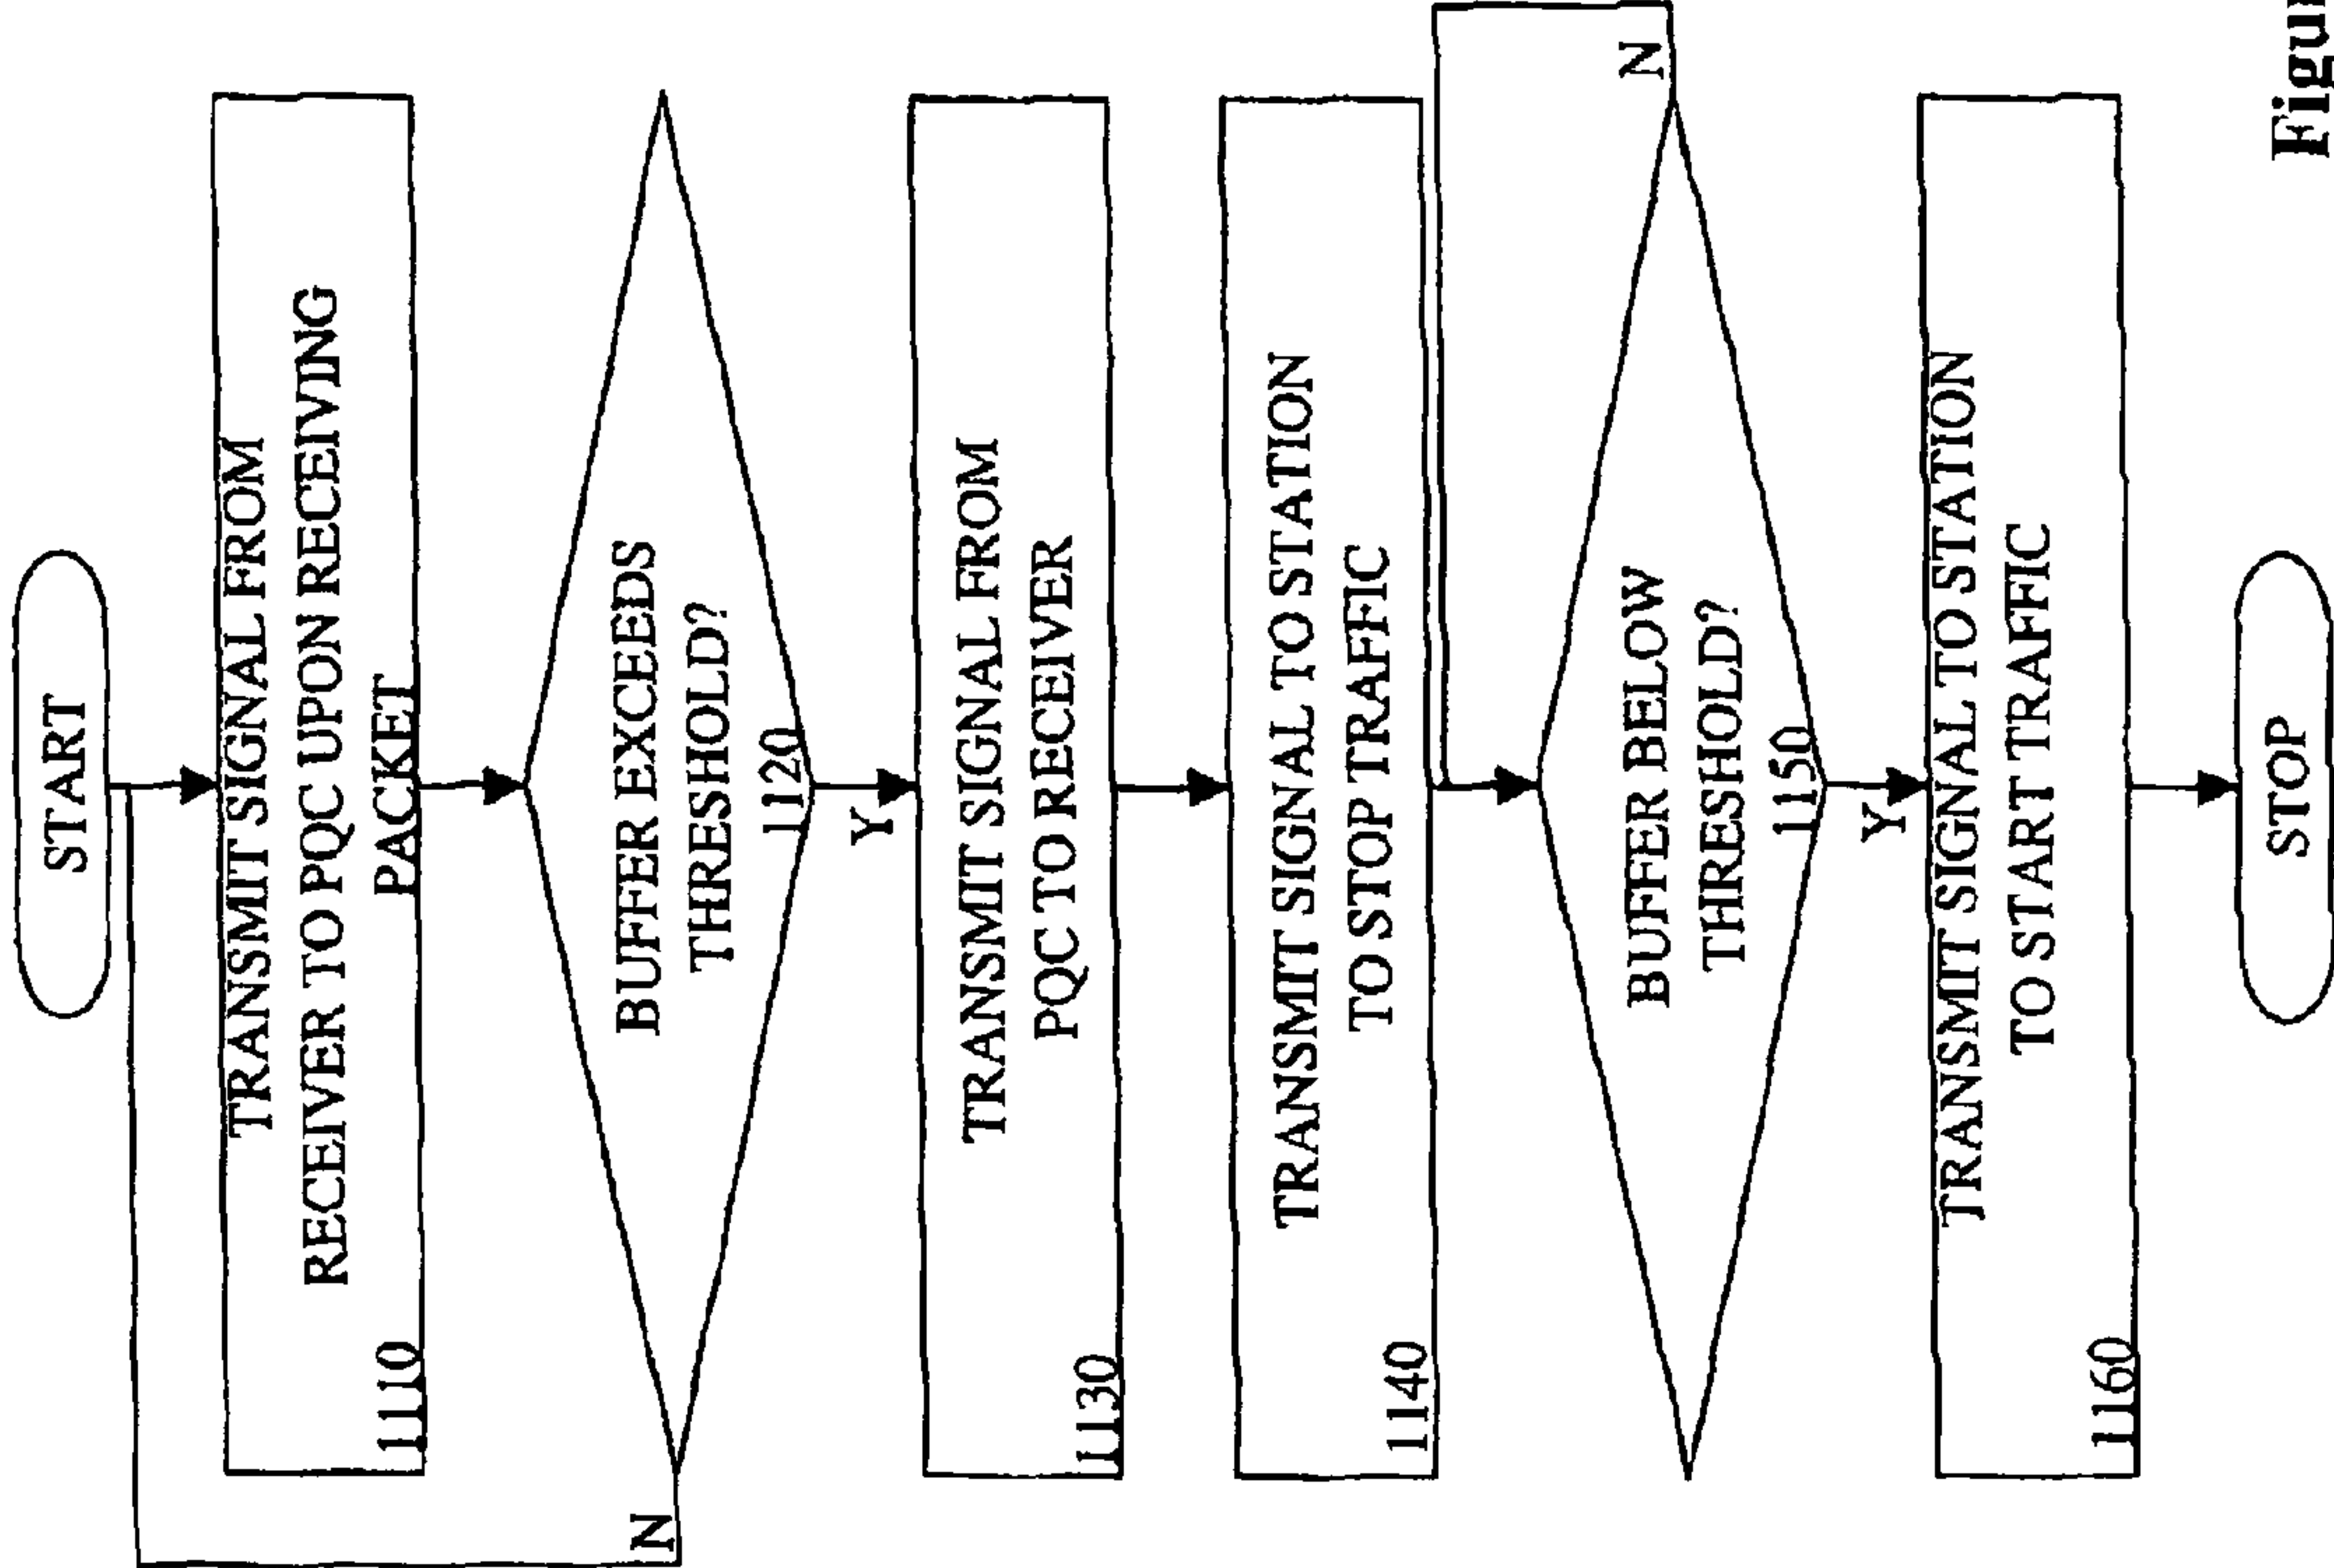 START
TRANSMIT SIGNAL FROM
RECEIVER TO PQC UPON RECEIVING
PACKET
1110
BUFFER EXCEEDS
THRESHOLD?
1120
N
Y
TRANSMIT SIGNAL FROM
PQC TO RECEIVER
1130
TRANSMIT SIGNAL TO STATION
TO STOP TRAFFIC
1140
N
BUFFER BELOW
THRESHOLD?
1150
Y
TRANSMIT SIGNAL TO STATION
TO START TRAFFIC
1160
STOP